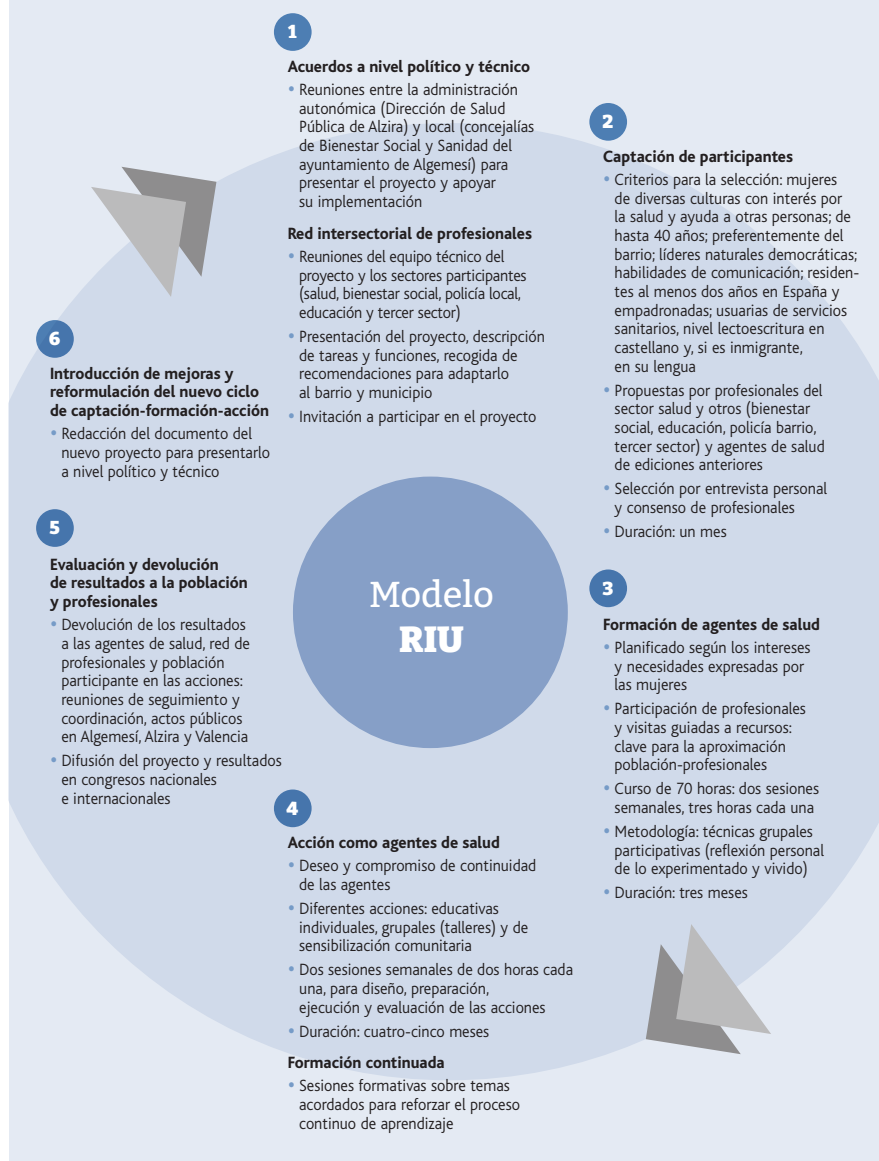 1
Acuerdos a nivel político y técnico
• Reuniones entre la administración
autonómica (Dirección de Salud
Pública de Alzira) y local (concejalías
de Bienestar Social y Sanidad del
ayuntamiento de Algemesí) para
presentar el proyecto y apoyar
su implementación
Red intersectorial de profesionales
• Reuniones del equipo técnico del
proyecto y los sectores participantes
(salud, bienestar social, policía local,
educación y tercer sector)
• Presentación del proyecto, descripción
de tareas y funciones, recogida de
recomendaciones para adaptarlo
al barrio y municipio
• Invitación a participar en el proyecto
2
Captación de participantes
• Criterios para la selección: mujeres
de diversas culturas con interés por
la salud y ayuda a otras personas; de
hasta 40 años; preferentemente del
barrio; líderes naturales democráticas;
habilidades de comunicación; residen-
tes al menos dos años en España y
empadronadas; usuarias de servicios
sanitarios, nivel lectoescritura en
castellano y, si es inmigrante,
en su lengua
• Propuestas por profesionales del
sector salud y otros (bienestar
social, educación, policía barrio,
tercer sector) y agentes de salud
de ediciones anteriores
• Selección por entrevista personal
y consenso de profesionales
• Duración: un mes
3
Formación de agentes de salud
• Planificado según los intereses
y necesidades expresadas por
las mujeres
• Participación de profesionales
y visitas guiadas a recursos:
clave para la aproximación
población-profesionales
• Curso de 70 horas: dos sesiones
semanales, tres horas cada una
• Metodología: técnicas grupales
participativas (reflexión personal
de lo experimentado y vivido)
• Duración: tres meses
4
Acción como agentes de salud
• Deseo y compromiso de continuidad
de las agentes
• Diferentes acciones: educativas
individuales, grupales (talleres) y de
sensibilización comunitaria
• Dos sesiones semanales de dos horas cada
una, para diseño, preparación,
ejecución y evaluación de las acciones
• Duración: cuatro-cinco meses
Formación continuada
• Sesiones formativas sobre temas
acordados para reforzar el proceso
continuo de aprendizaje
5
Evaluación y devolución
de resultados a la población
y profesionales
• Devolución de los resultados
a las agentes de salud, red de
profesionales y población
participante en las acciones:
reuniones de seguimiento y
coordinación, actos públicos
en Algemesí, Alzira y Valencia
• Difusión del proyecto y resultados
en congresos nacionales
e internacionales
6
Introducción de mejoras y
reformulación del nuevo ciclo
de captación-formación-acción
• Redacción del documento del
nuevo proyecto para presentarlo
a nivel político y técnico
Modelo
RIU